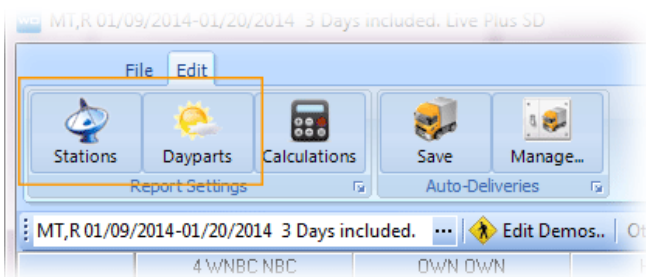 MT,R 01/09/2014-01/20/2014 3 Days included. Live Plus SD
File Edit
Stations Dayparts Calculations Save Manage...
Report Settings Auto-Deliveries
MT,R 01/09/2014-01/20/2014 3 Days included. ... Edit Demos.. Ot
4 WNBC NBC OWN OWN